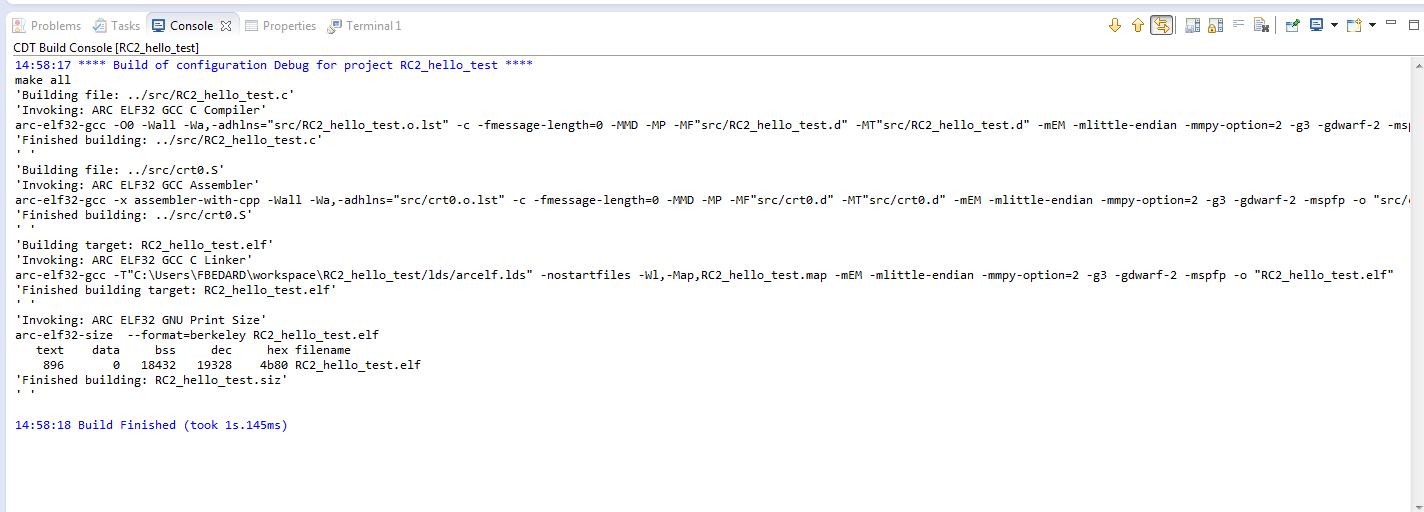 Problems Tasks Console Properties Terminal 1
CDT Build Console [RC2_hello_test]
14:58:17 **** Build of configuration Debug for project RC2_hello_test ****
make all
'Building file: ../src/RC2_hello_test.c'
'Invoking: ARC ELF32 GCC C Compiler'
arc-elf32-gcc -O0 -Wall -Wa,-adhlns="src/RC2_hello_test.o.lst" -c -fmessage-length=0 -MMD -MP -MF"src/RC2_hello_test.d" -MT"src/RC2_hello_test.d" -mEM -mlittle-endian -mmpy-option=2 -g3 -gdwarf-2 -msp
'Finished building: ../src/RC2_hello_test.c'
' '
'Building file: ../src/crt0.S'
'Invoking: ARC ELF32 GCC Assembler'
arc-elf32-gcc -x assembler-with-cpp -Wall -Wa,-adhlns="src/crt0.o.lst" -c -fmessage-length=0 -MMD -MP -MF"src/crt0.d" -MT"src/crt0.d" -mEM -mlittle-endian -mmpy-option=2 -g3 -gdwarf-2 -mspfp -o "src/
'Finished building: ../src/crt0.S'
' '
'Building target: RC2_hello_test.elf'
'Invoking: ARC ELF32 GCC C Linker'
arc-elf32-gcc -T"C:\Users\FBEDARD\workspace\RC2_hello_test/lds/arcelf.lds" -nostartfiles -Wl,-Map,RC2_hello_test.map -mEM -mlittle-endian -mmpy-option=2 -g3 -gdwarf-2 -mspfp -o "RC2_hello_test.elf"
'Finished building target: RC2_hello_test.elf'
' '
'Invoking: ARC ELF32 GNU Print Size'
arc-elf32-size  --format=berkeley RC2_hello_test.elf
   text    data     bss     dec     hex filename
    896       0   18432   19328    4b80 RC2_hello_test.elf
'Finished building: RC2_hello_test.siz'
' '
14:58:18 Build Finished (took 1s.145ms)